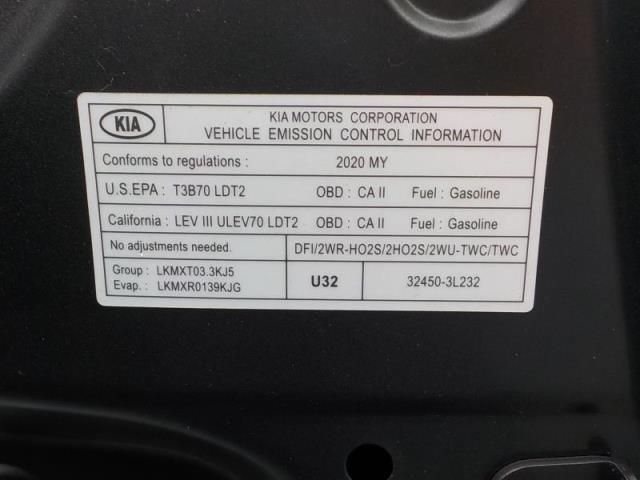 KIA
KIA MOTORS CORPORATION
VEHICLE EMISSION CONTROL INFORMATION
Conforms to regulations : 2020 MY
U.S.EPA : T3B70 LDT2 OBD : CA II Fuel : Gasoline
California : LEV III ULEV70 LDT2 OBD : CA II Fuel : Gasoline
No adjustments needed. DFI/2WR-HO2S/2HO2S/2WU-TWC/TWC
Group : LKMXT03.3KJ5
Evap. : LKMXR0139KJG
U32 32450-3L232